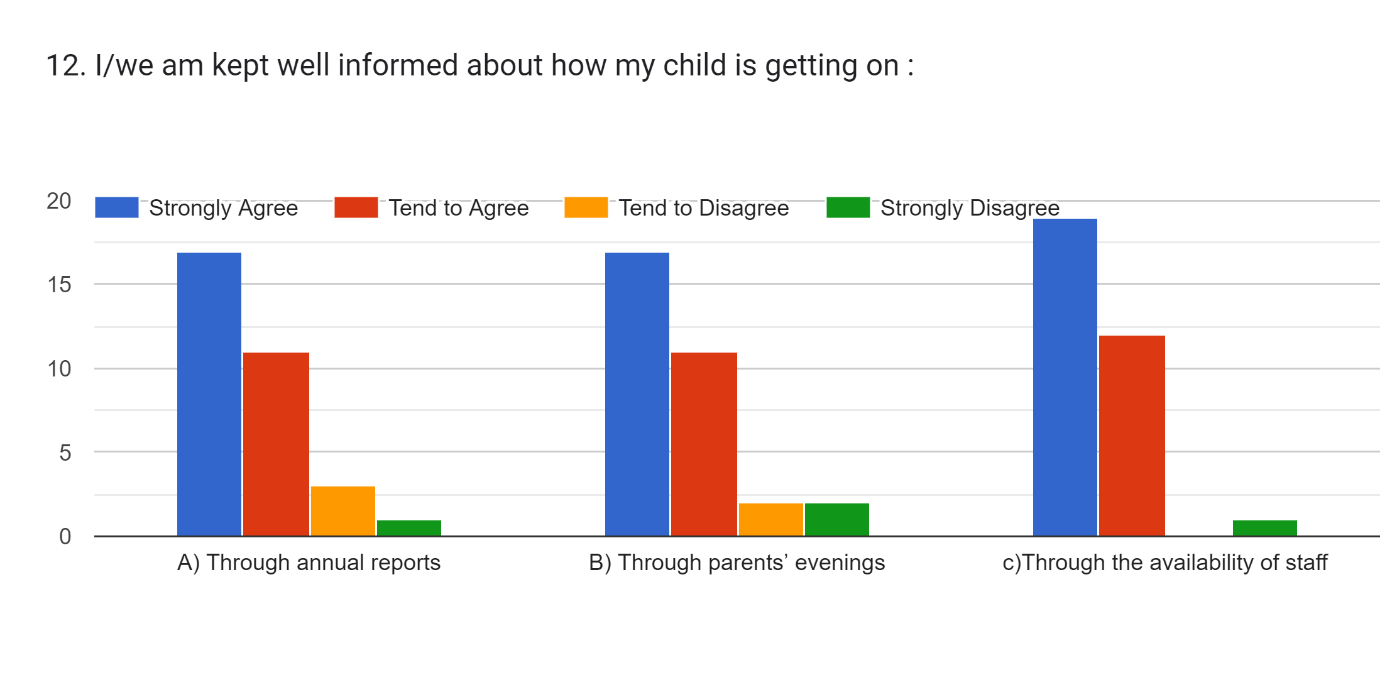 12. I/we am kept well informed about how my child is getting on :
20
Strongly Agree Tend to Agree Tend to Disagree Strongly Disagree
15
10
5
0
A) Through annual reports B) Through parents’ evenings c)Through the availability of staff